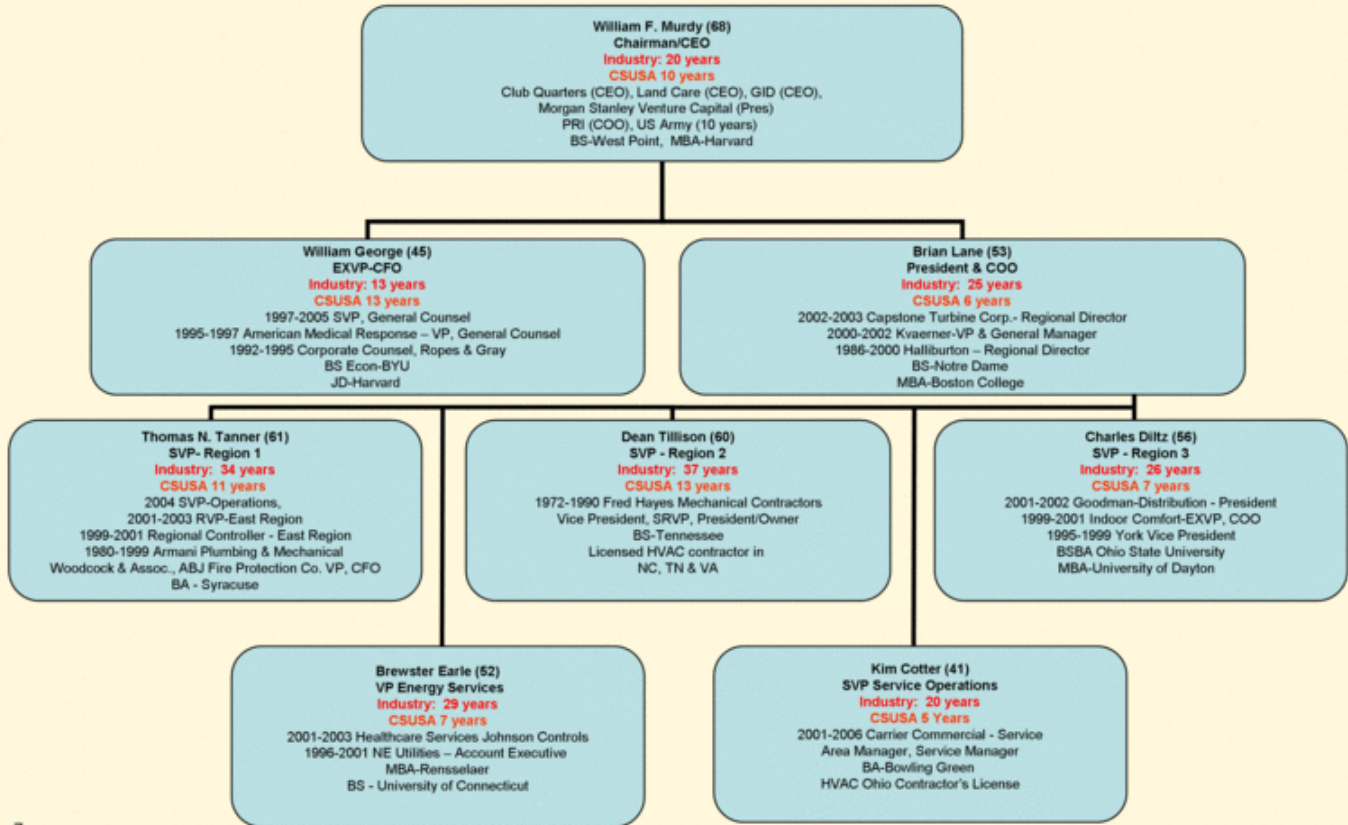 William F. Murdy (68)
Chairman/CEO
Industry: 20 years
CSUSA 10 years
Club Quarters (CEO), Land Care (CEO), GID (CEO),
Morgan Stanley Venture Capital (Pres)
PRI (COO), US Army (10 years)
BS-West Point, MBA-Harvard
William George (45)
EXVP-CFO
Industry: 13 years
CSUSA 13 years
1997-2005 SVP, General Counsel
1995-1997 American Medical Response – VP, General Counsel
1992-1995 Corporate Counsel, Ropes & Gray
BS Econ-BYU
JD-Harvard
Brian Lane (53)
President & COO
Industry: 26 years
CSUSA 6 years
2002-2003 Capstone Turbine Corp.- Regional Director
2000-2002 Kvaerner-VP & General Manager
1986-2000 Halliburton – Regional Director
BS-Notre Dame
MBA-Boston College
Thomas N. Tanner (61)
SVP- Region 1
Industry: 34 years
CSUSA 11 years
2004 SVP-Operations,
2001-2003 RVP-East Region
1999-2001 Regional Controller - East Region
1980-1999 Armani Plumbing & Mechanical
Woodcock & Assoc., ABJ Fire Protection Co. VP, CFO
BA - Syracuse
Dean Tillison (60)
SVP - Region 2
Industry: 37 years
CSUSA 13 years
1972-1990 Fred Hayes Mechanical Contractors
Vice President, SRVP, President/Owner
BS-Tennessee
Licensed HVAC contractor in
NC, TN & VA
Charles Diltz (56)
SVP - Region 3
Industry: 26 years
CSUSA 7 years
2001-2002 Goodman-Distribution - President
1999-2001 Indoor Comfort-EXVP, COO
1995-1999 York Vice President
BSBA Ohio State University
MBA-University of Dayton
Brewster Earle (52)
VP Energy Services
Industry: 29 years
CSUSA 7 years
2001-2003 Healthcare Services Johnson Controls
1996-2001 NE Utilities – Account Executive
MBA-Rensselaer
BS - University of Connecticut
Kim Cotter (41)
SVP Service Operations
Industry: 20 years
CSUSA 5 Years
2001-2006 Carrier Commercial - Service
Area Manager, Service Manager
BA-Bowling Green
HVAC Ohio Contractor's License